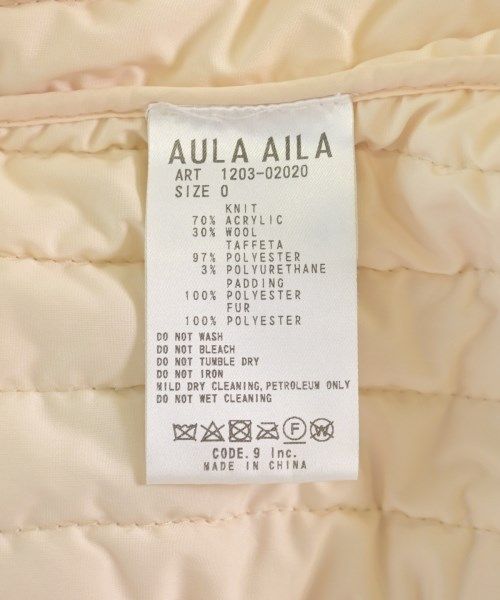 AULA AILA
ART 1203-02020
SIZE 0
KNIT
70% ACRYLIC
30% WOOL
TAFFETA
97% POLYESTER
3% POLYURETHANE
PADDING
100% POLYESTER
FUR
100% POLYESTER
DO NOT WASH
DO NOT BLEACH
DO NOT TUMBLE DRY
DO NOT IRON
MILD DRY CLEANING, PETROLEUM ONLY
DO NOT WET CLEANING
F W
CODE. 9 Inc.
MADE IN CHINA